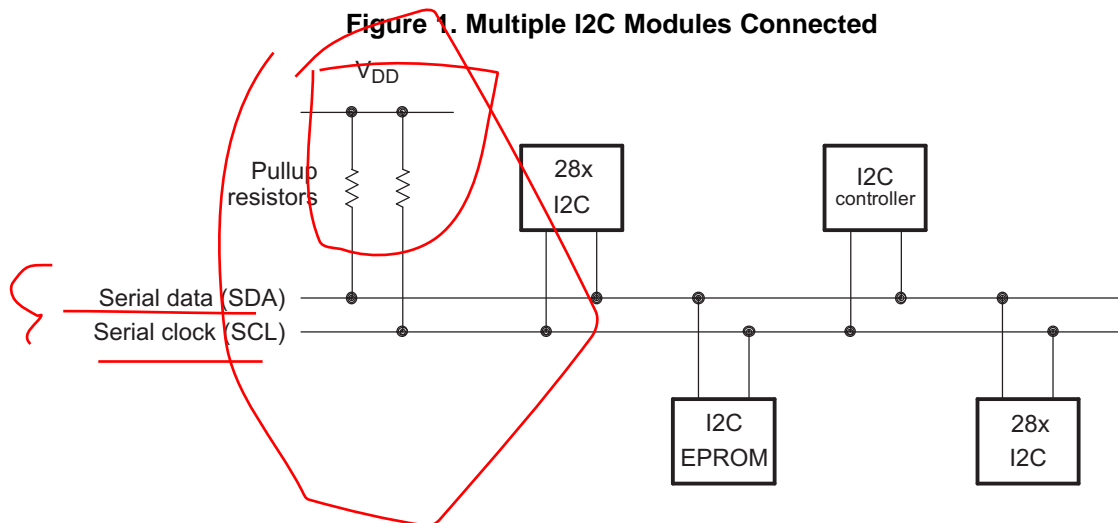 Figure 1. Multiple I2C Modules Connected
VDD
Pullup
resistors
28x
I2C
I2C
controller
Serial data (SDA)
Serial clock (SCL)
I2C
EPROM
28x
I2C